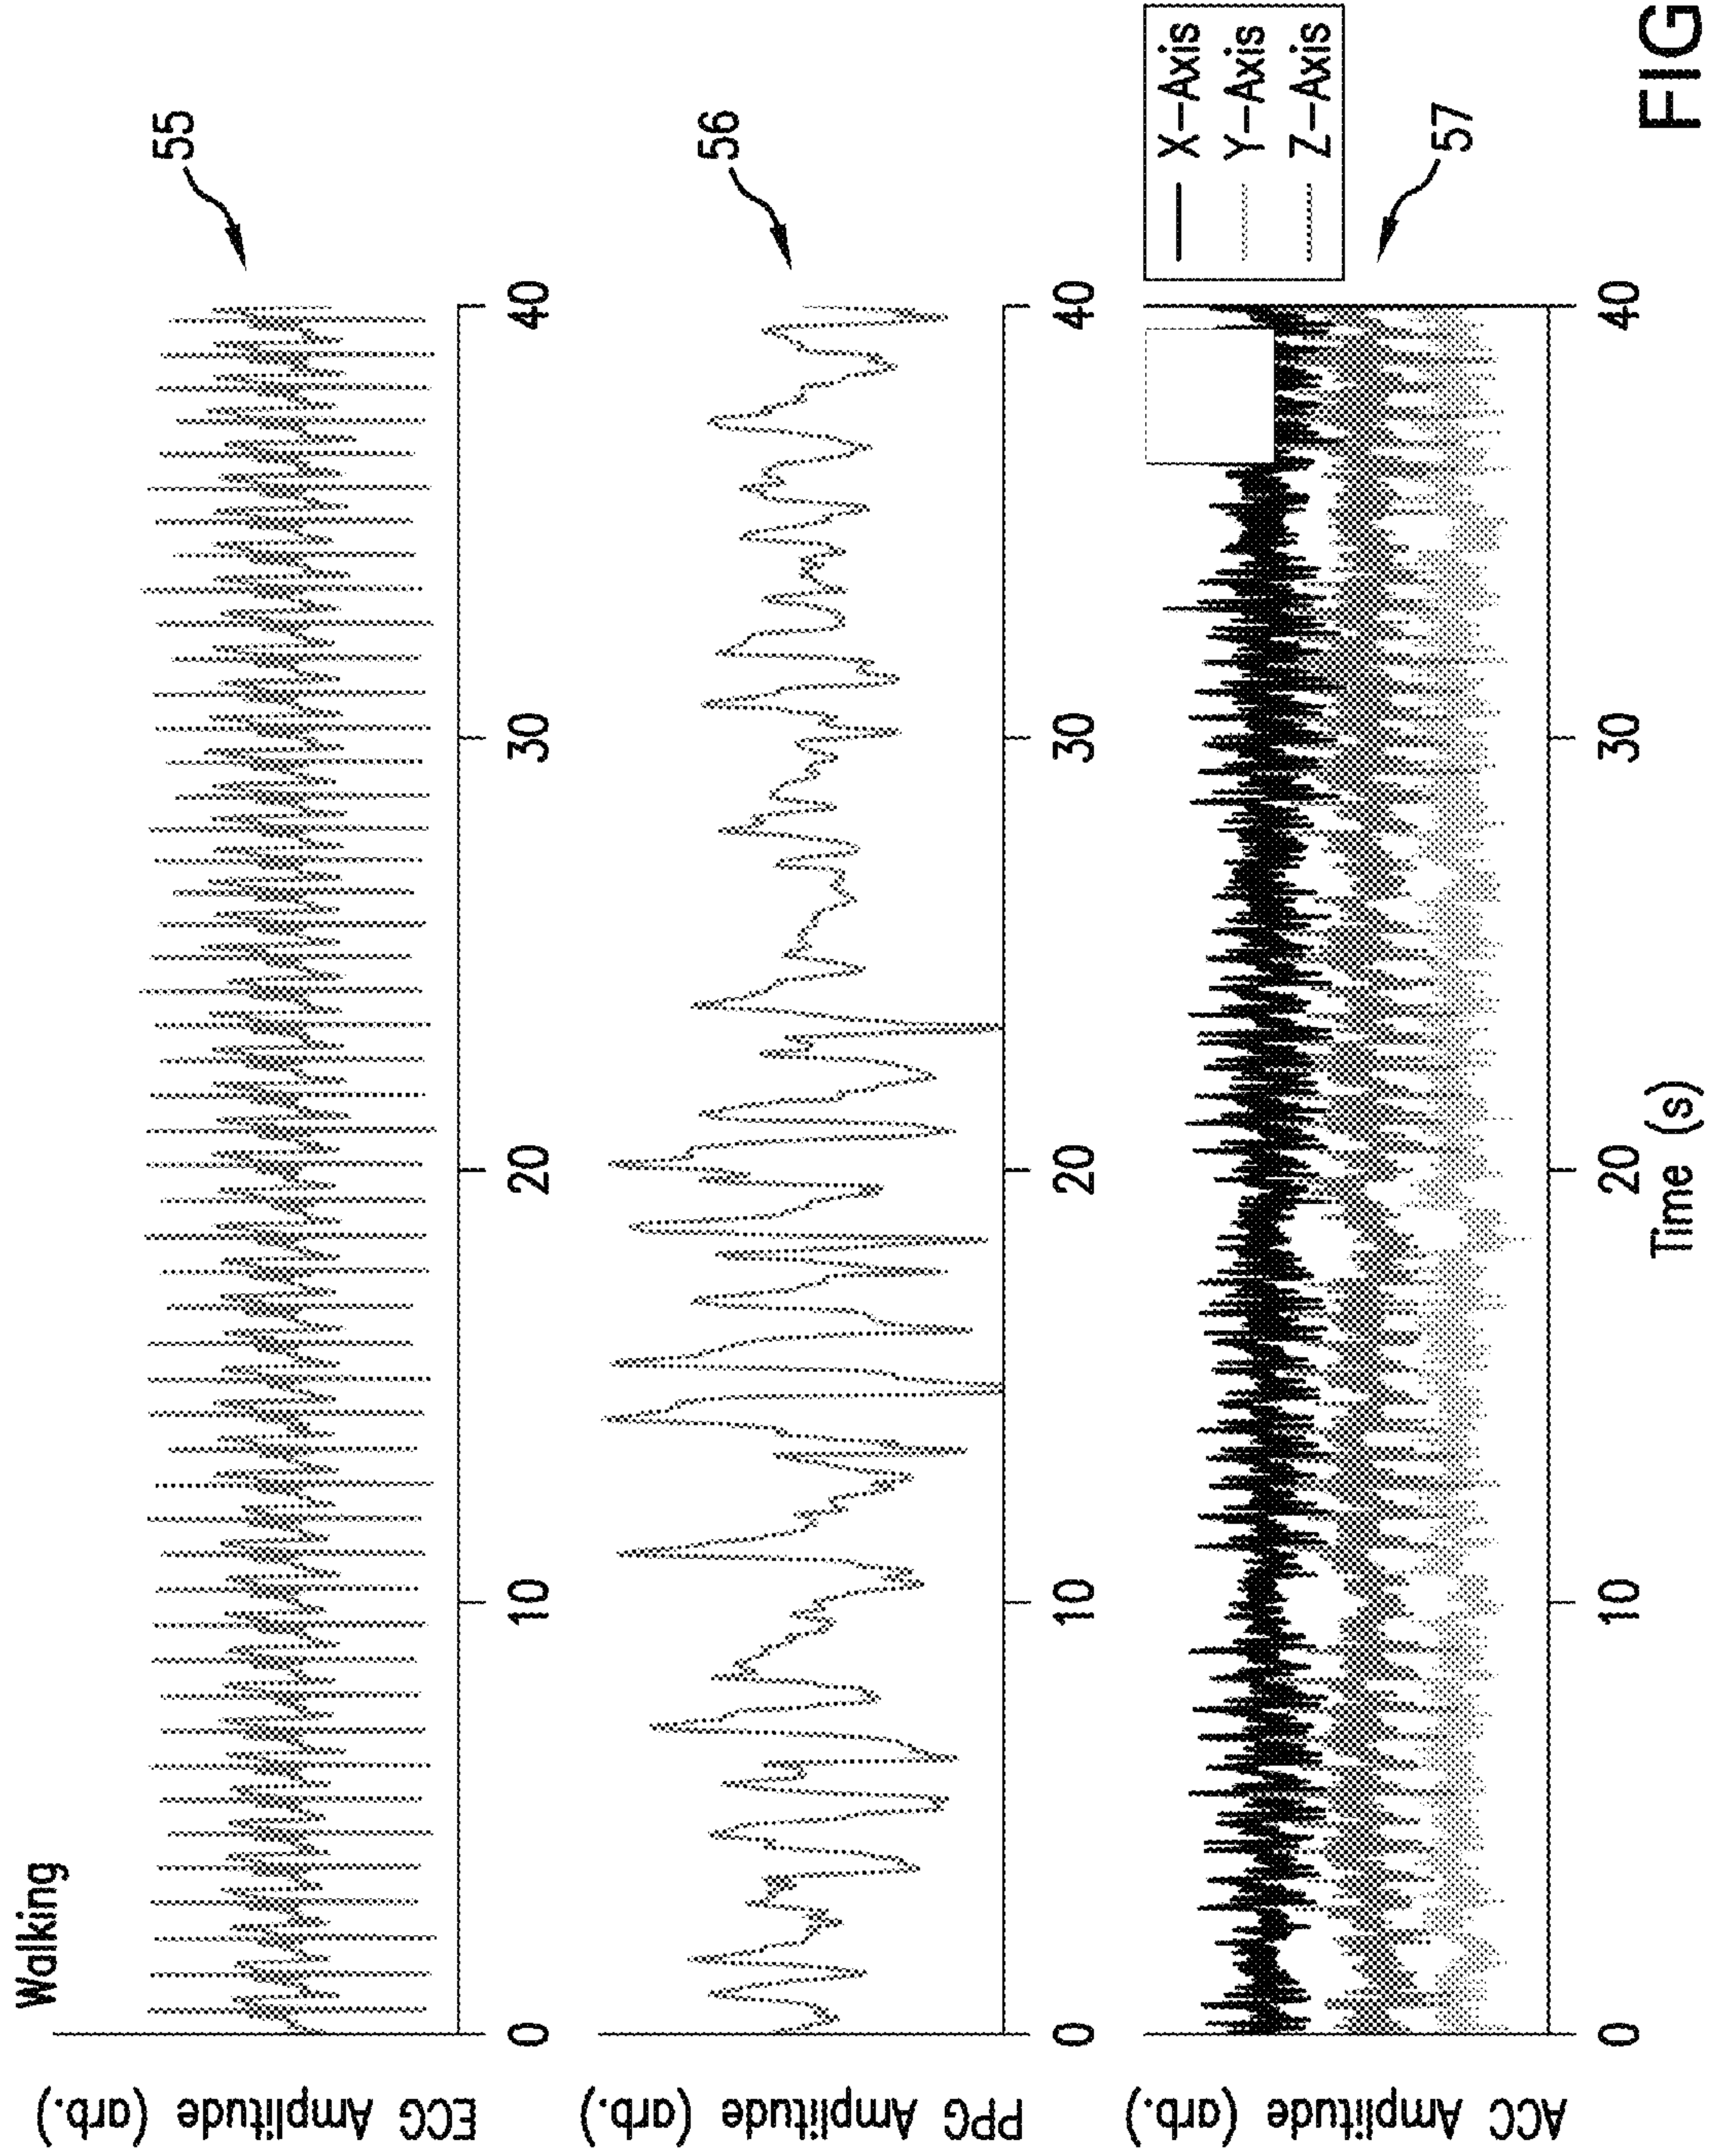 Walking
ECG Amplitude (arb.)
55
0 10 20 30 40
PPG Amplitude (arb.)
56
0 10 20 30 40
ACC Amplitude (arb.)
X-Axis
Y-Axis
Z-Axis
57
0 10 20 30 40
Time (s)
FIG